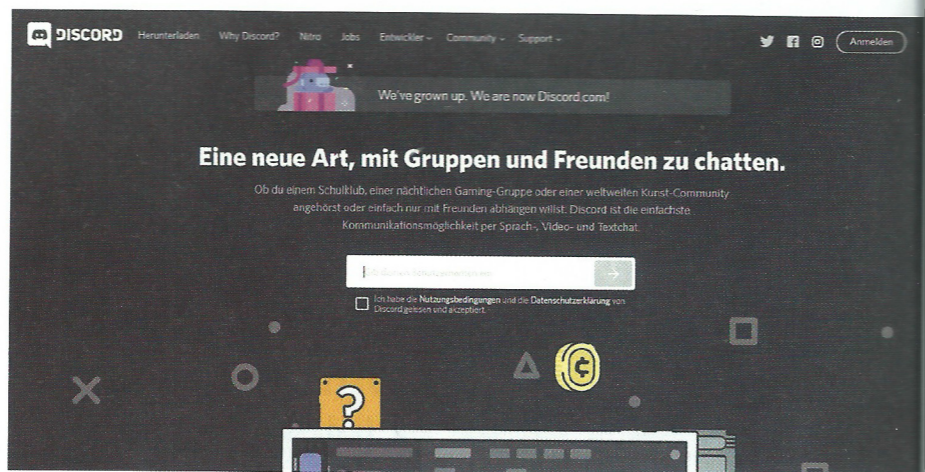 DISCORD Herunterladen Why Discord? Nitro Jobs Entwickler Community Support Anmelden
We've grown up. We are now Discord.com!
Eine neue Art, mit Gruppen und Freunden zu chatten.
Ob du einem Schulklub, einer nächtlichen Gaming-Gruppe oder einer weltweiten Kunst-Community
angehörst oder einfach nur mit Freunden abhängen willst: Discord ist die einfachste
Kommunikationsmöglichkeit per Sprach-, Video- und Textchat.
Ich habe die Nutzungsbedingungen und die Datenschutzerklärung von
Discord gelesen und akzeptiert.
?
¢